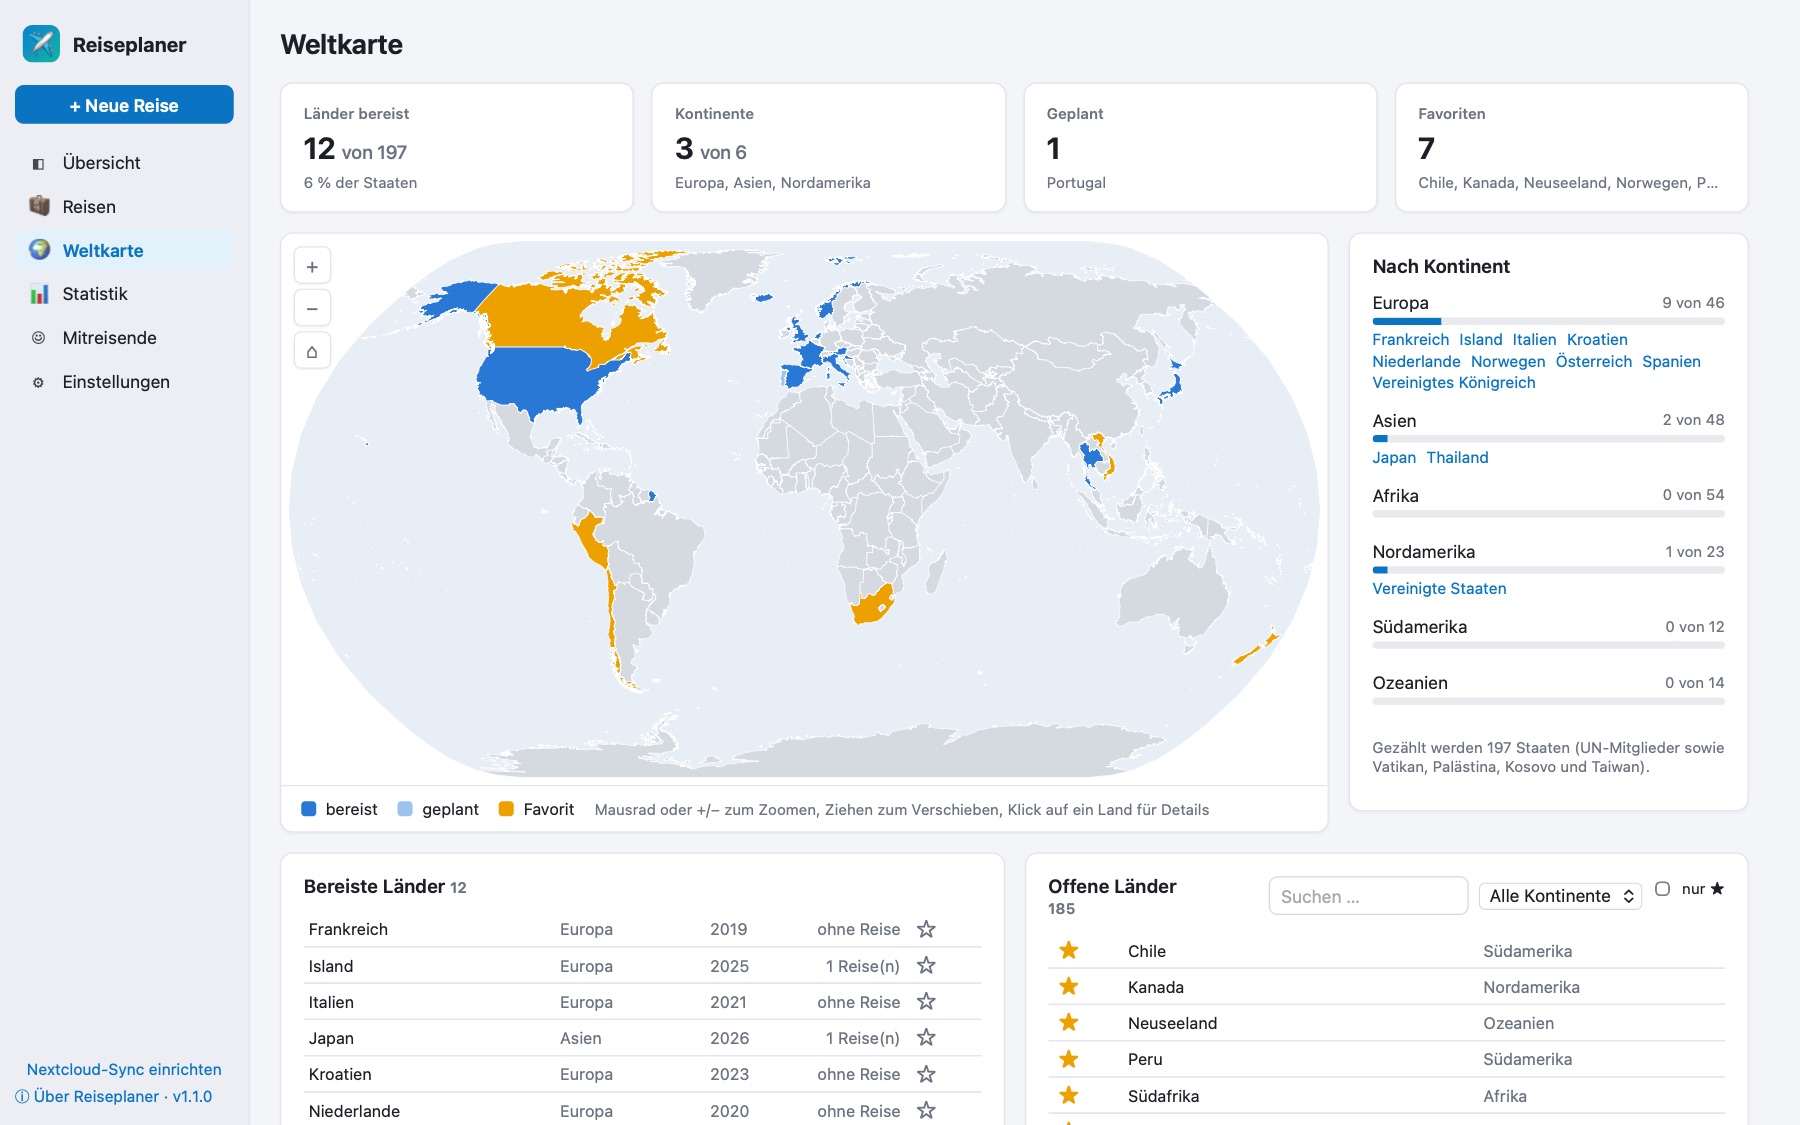 Reiseplaner
+ Neue Reise
Übersicht
Reisen
Weltkarte
Statistik
Mitreisende
Einstellungen
Nextcloud-Sync einrichten
ⓘ Über Reiseplaner · v1.1.0
Weltkarte
Länder bereist
12 von 197
6 % der Staaten
Kontinente
3 von 6
Europa, Asien, Nordamerika
Geplant
1
Portugal
Favoriten
7
Chile, Kanada, Neuseeland, Norwegen, P...
+
−
bereist geplant Favorit Mausrad oder +/− zum Zoomen, Ziehen zum Verschieben, Klick auf ein Land für Details
Nach Kontinent
Europa 9 von 46
Frankreich Island Italien Kroatien
Niederlande Norwegen Österreich Spanien
Vereinigtes Königreich
Asien 2 von 48
Japan Thailand
Afrika 0 von 54
Nordamerika 1 von 23
Vereinigte Staaten
Südamerika 0 von 12
Ozeanien 0 von 14
Gezählt werden 197 Staaten (UN-Mitglieder sowie
Vatikan, Palästina, Kosovo und Taiwan).
Bereiste Länder 12
Frankreich Europa 2019 ohne Reise ☆
Island Europa 2025 1 Reise(n) ☆
Italien Europa 2021 ohne Reise ☆
Japan Asien 2026 1 Reise(n) ☆
Kroatien Europa 2023 ohne Reise ☆
Niederlande Europa 2020 ohne Reise ☆
Offene Länder
185
Suchen ...
Alle Kontinente
nur ★
★ Chile Südamerika
★ Kanada Nordamerika
★ Neuseeland Ozeanien
★ Peru Südamerika
★ Südafrika Afrika